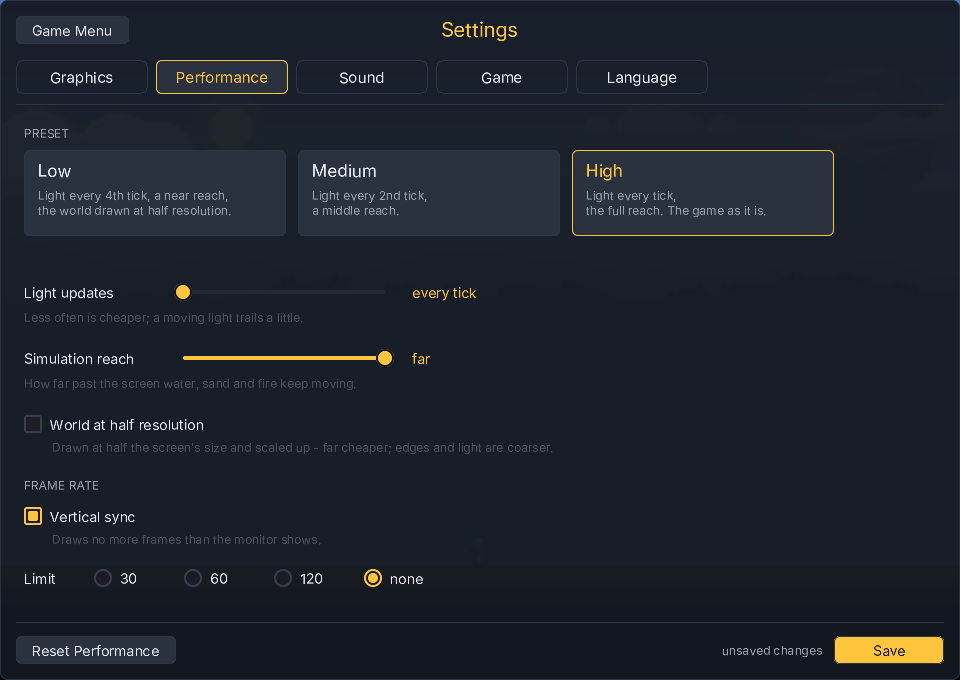 Game Menu
Settings
Graphics
Performance
Sound
Game
Language
PRESET
Low
Light every 4th tick, a near reach,
the world drawn at half resolution.
Medium
Light every 2nd tick,
a middle reach.
High
Light every tick,
the full reach. The game as it is.
Light updates
every tick
Less often is cheaper; a moving light trails a little.
Simulation reach
far
How far past the screen water, sand and fire keep moving.
World at half resolution
Drawn at half the screen's size and scaled up - far cheaper; edges and light are coarser.
FRAME RATE
Vertical sync
Draws no more frames than the monitor shows.
Limit
30
60
120
none
Reset Performance
unsaved changes
Save